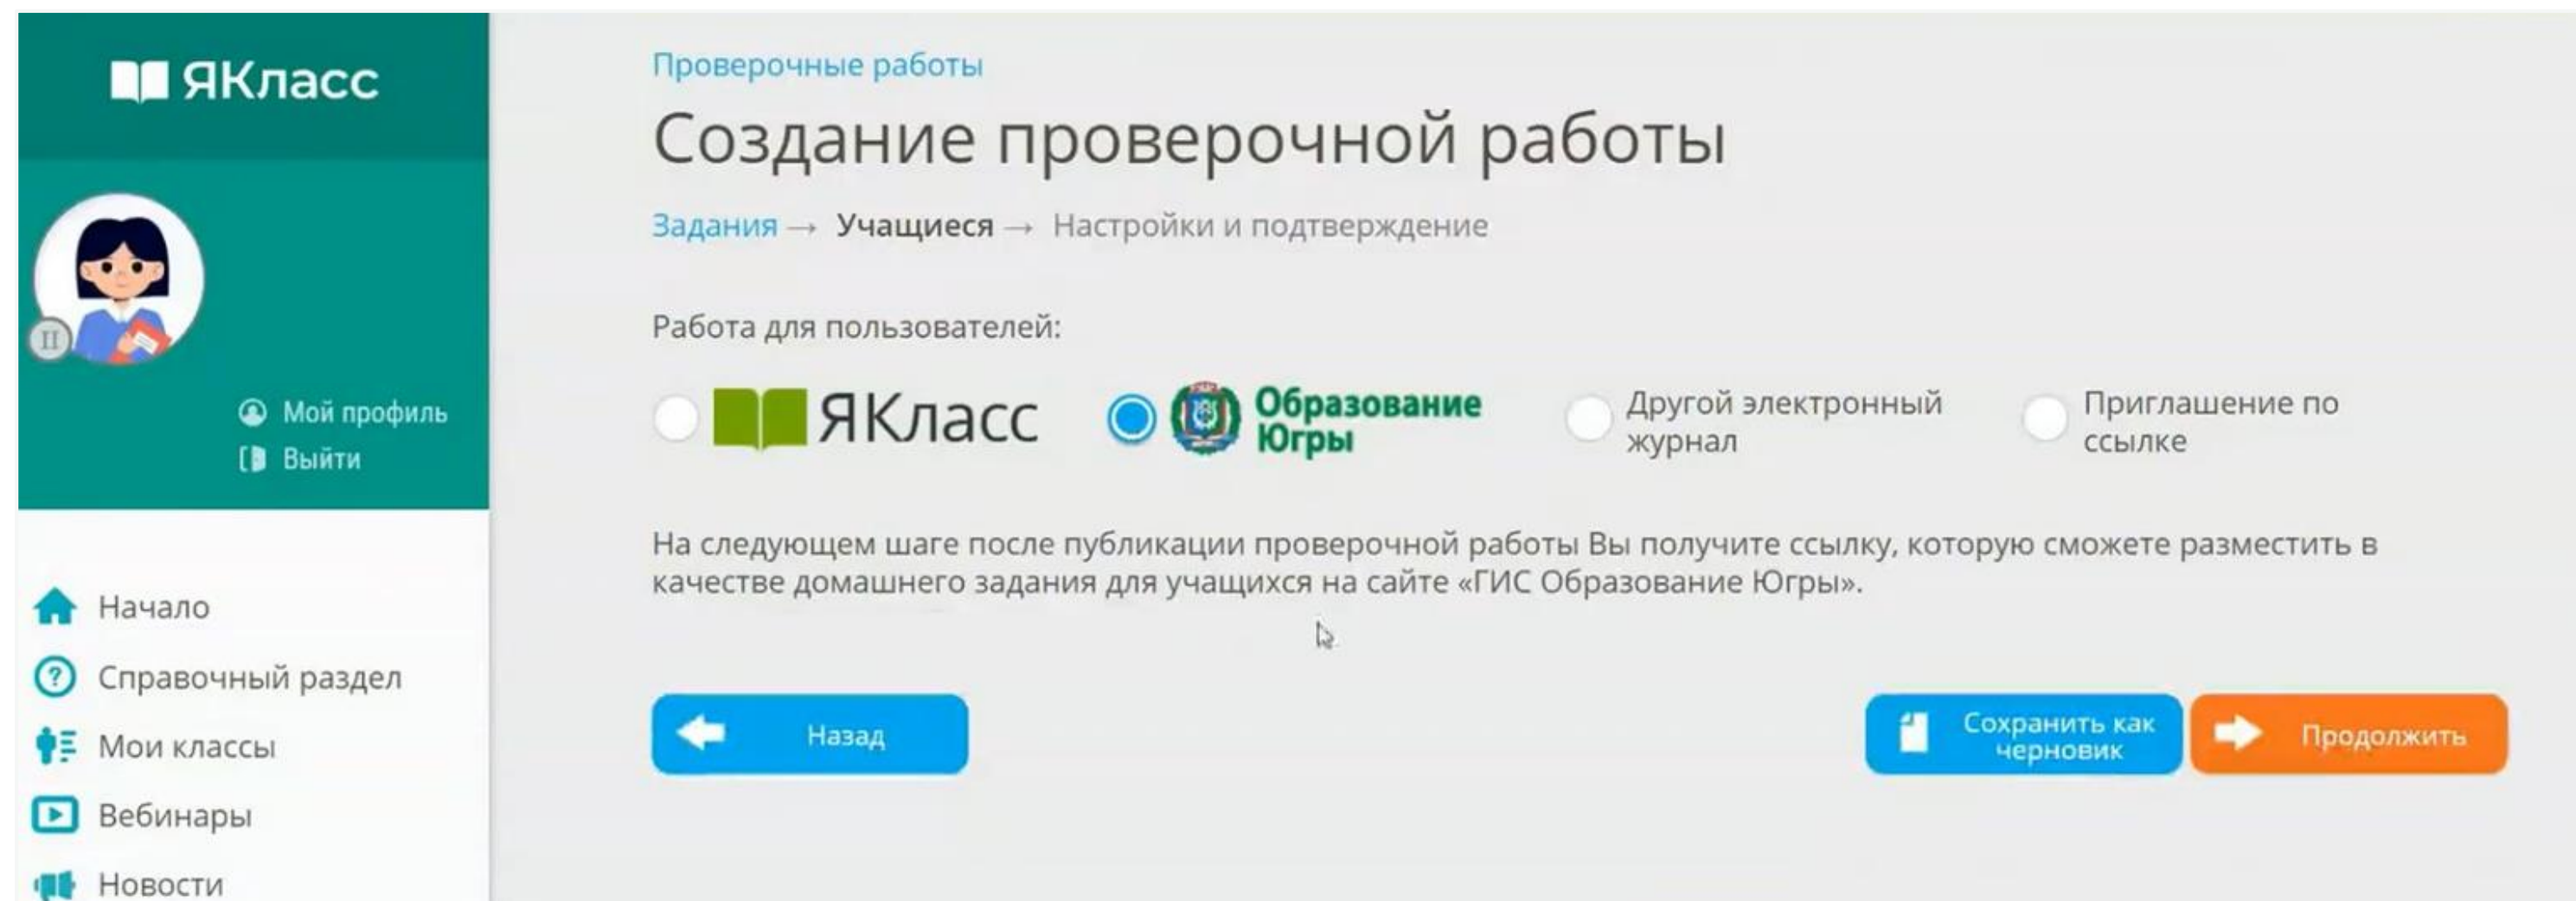 ЯКласс
II
Мой профиль
Выйти
Начало
Справочный раздел
Мои классы
Вебинары
Новости
Проверочные работы
Создание проверочной работы
Задания → Учащиеся → Настройки и подтверждение
Работа для пользователей:
ЯКласс
Образование
Югры
Другой электронный
журнал
Приглашение по
ссылке
На следующем шаге после публикации проверочной работы Вы получите ссылку, которую сможете разместить в
качестве домашнего задания для учащихся на сайте «ГИС Образование Югры».
Назад
Сохранить как
черновик
Продолжить